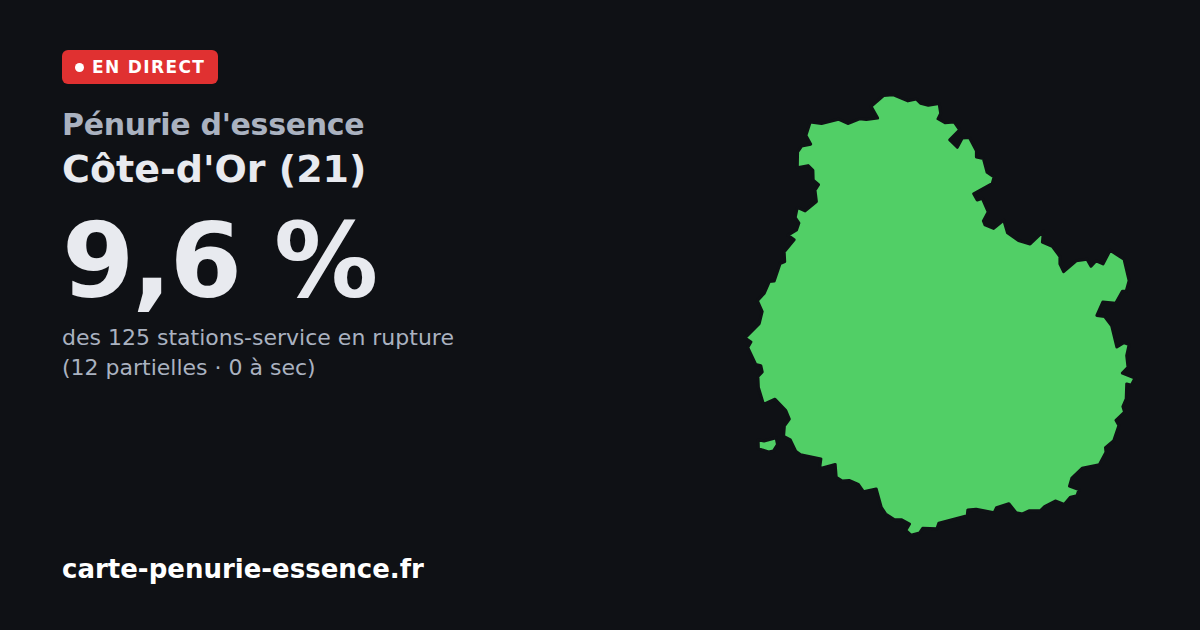 EN DIRECT
Pénurie d'essence
Côte-d'Or (21)
9,6 %
des 125 stations-service en rupture
(12 partielles · 0 à sec)
carte-penurie-essence.fr